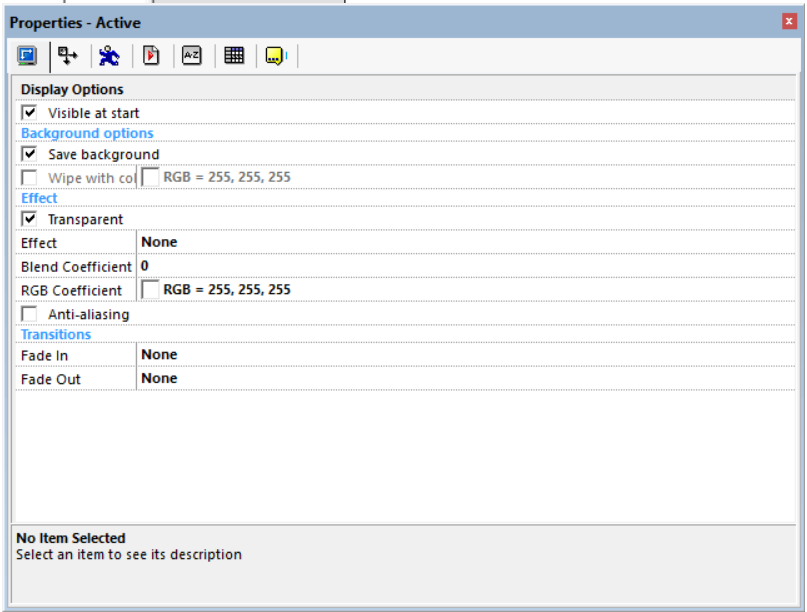 Properties - Active
A-Z
Display Options
Visible at start
Background options
Save background
Wipe with col RGB = 255, 255, 255
Effect
Transparent
Effect None
Blend Coefficient 0
RGB Coefficient RGB = 255, 255, 255
Anti-aliasing
Transitions
Fade In None
Fade Out None
No Item Selected
Select an item to see its description